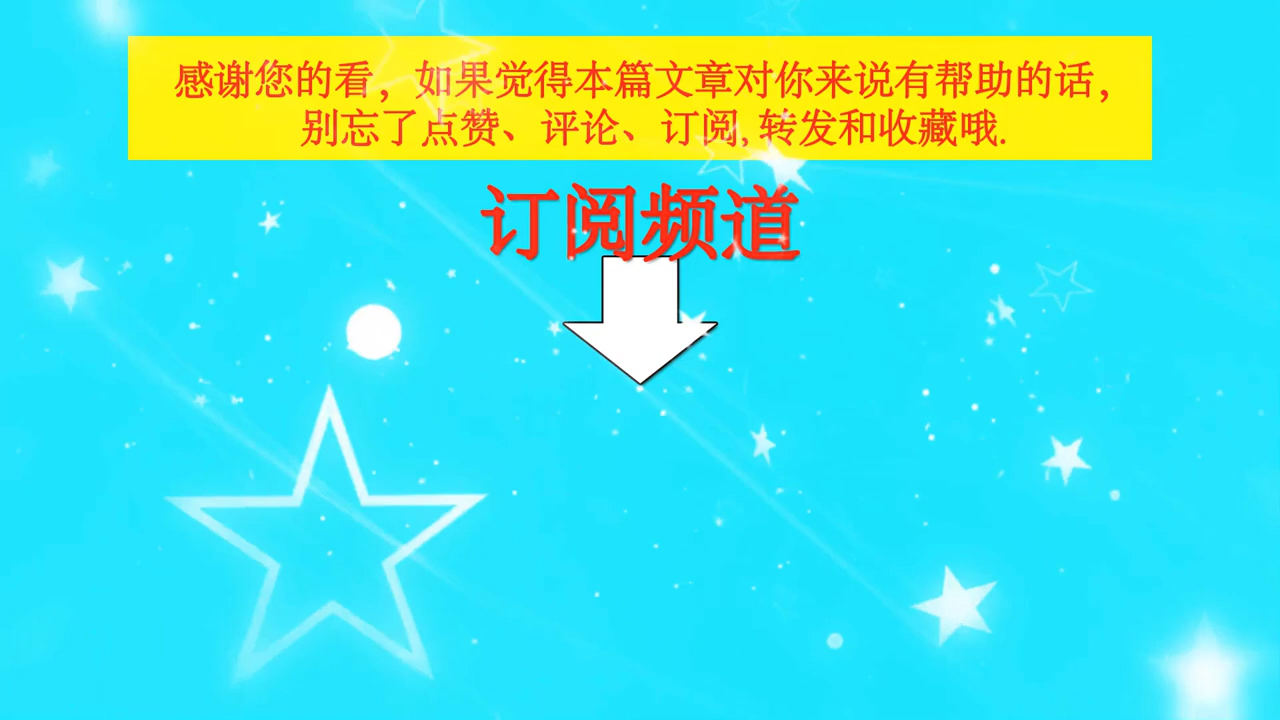 感谢您的看，如果觉得本篇文章对你来说有帮助的话，
别忘了点赞、评论、订阅, 转发和收藏哦.
订阅频道